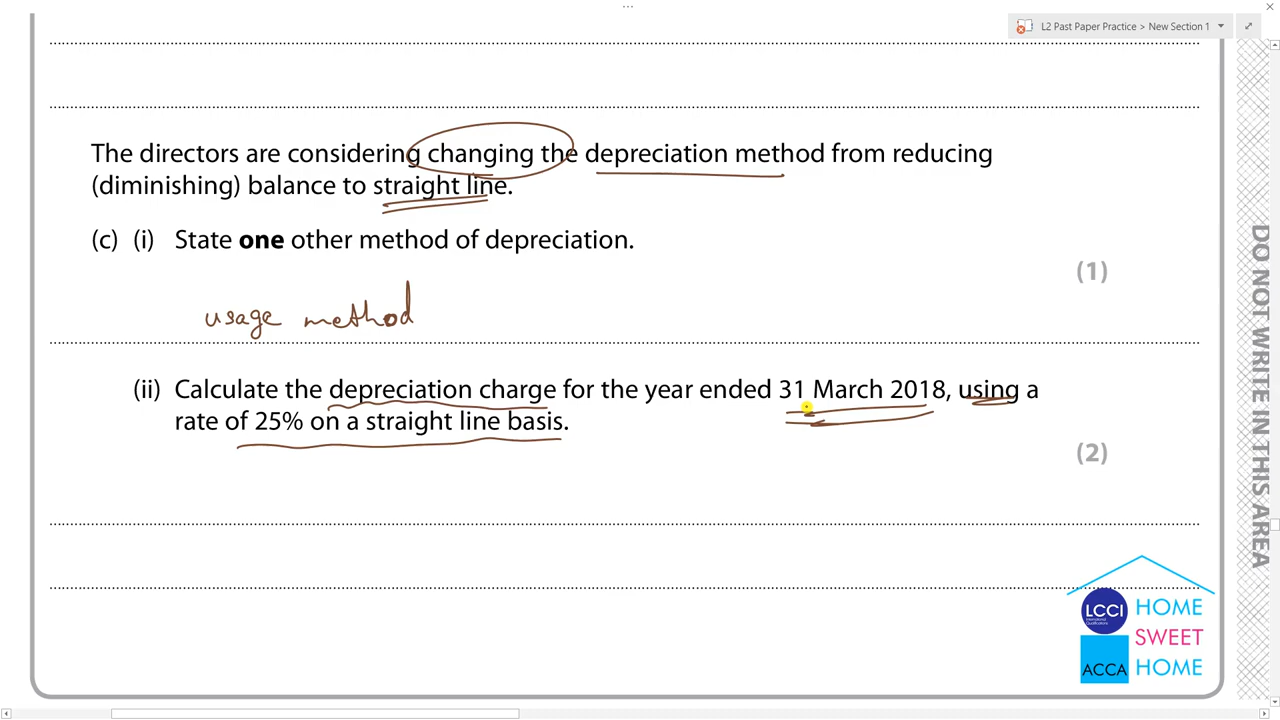 L2 Past Paper Practice > New Section 1
The directors are considering changing the depreciation method from reducing
(diminishing) balance to straight line.
(c) (i) State one other method of depreciation.
(1)
usage method
(ii) Calculate the depreciation charge for the year ended 31 March 2018, using a
rate of 25% on a straight line basis.
(2)
DO NOT WRITE IN THIS AREA
LCCI
International
Qualifications
HOME
SWEET
ACCA
HOME